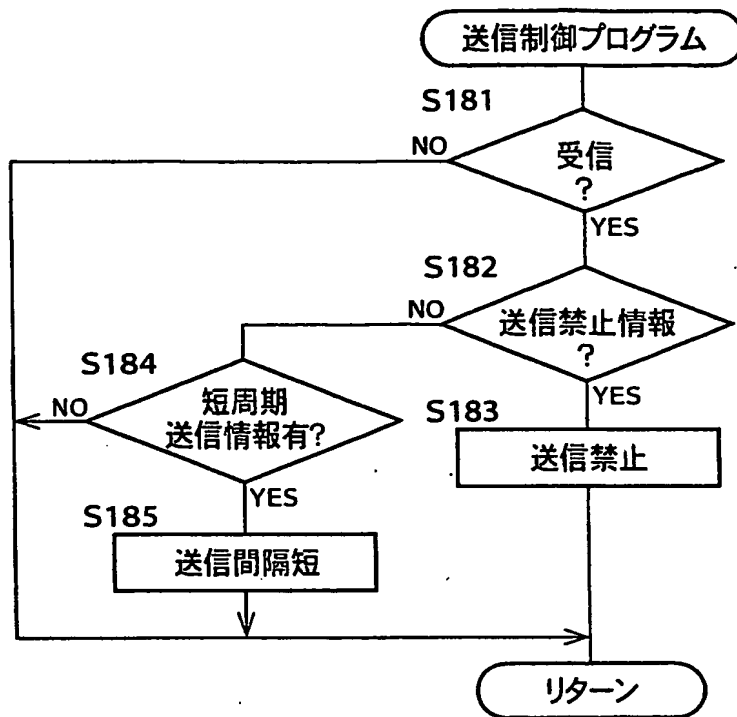 送信制御プログラム
S181
NO
受信
?
YES
S182
NO
送信禁止情報
?
YES
S184
NO
短周期
送信情報有?
YES
S183
送信禁止
S185
送信間隔短
リターン